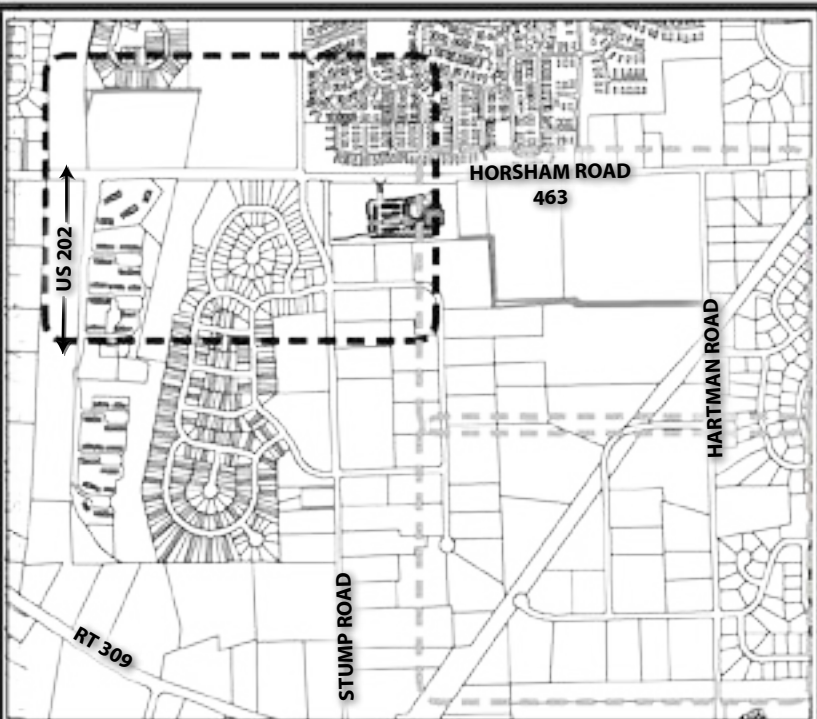 HORSHAM ROAD
463
US 202
HARTMAN ROAD
STUMP ROAD
RT 309